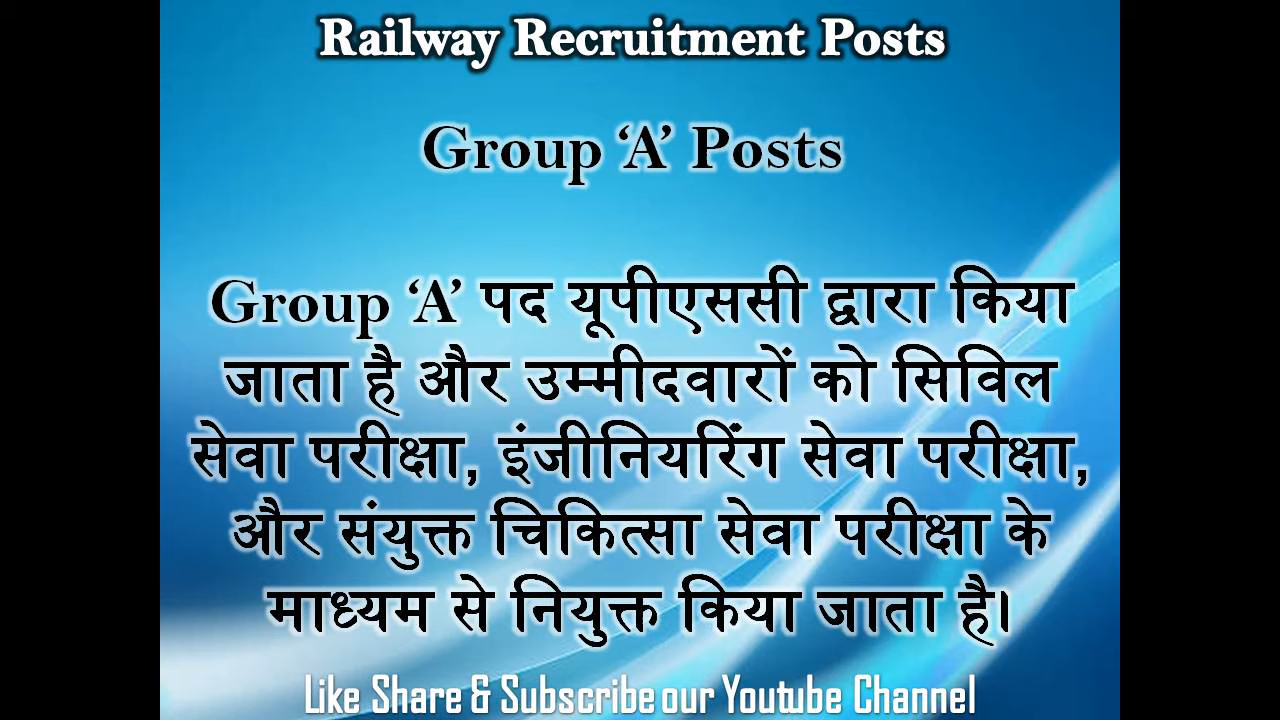 Railway Recruitment Posts
Group ‘A’ Posts
Group ‘A’ पद यूपीएससी द्वारा किया
जाता है और उम्मीदवारों को सिविल
सेवा परीक्षा, इंजीनियरिंग सेवा परीक्षा,
और संयुक्त चिकित्सा सेवा परीक्षा के
माध्यम से नियुक्त किया जाता है।
Like Share & Subscribe our Youtube Channel